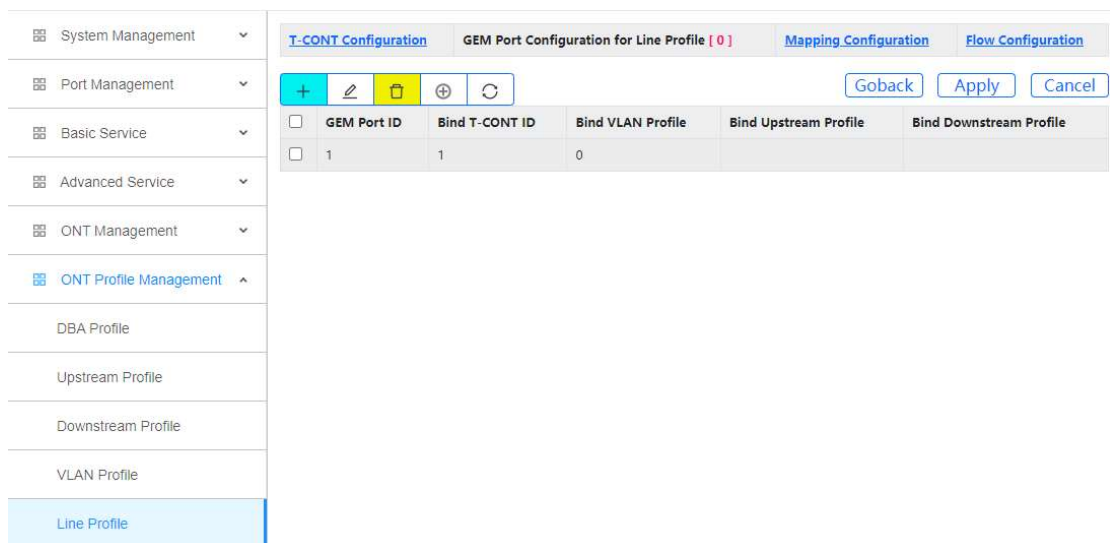 System Management
Port Management
Basic Service
Advanced Service
ONT Management
ONT Profile Management
DBA Profile
Upstream Profile
Downstream Profile
VLAN Profile
Line Profile
T-CONT Configuration GEM Port Configuration for Line Profile [ 0 ] Mapping Configuration Flow Configuration
Goback Apply Cancel
GEM Port ID Bind T-CONT ID Bind VLAN Profile Bind Upstream Profile Bind Downstream Profile
1 1 0